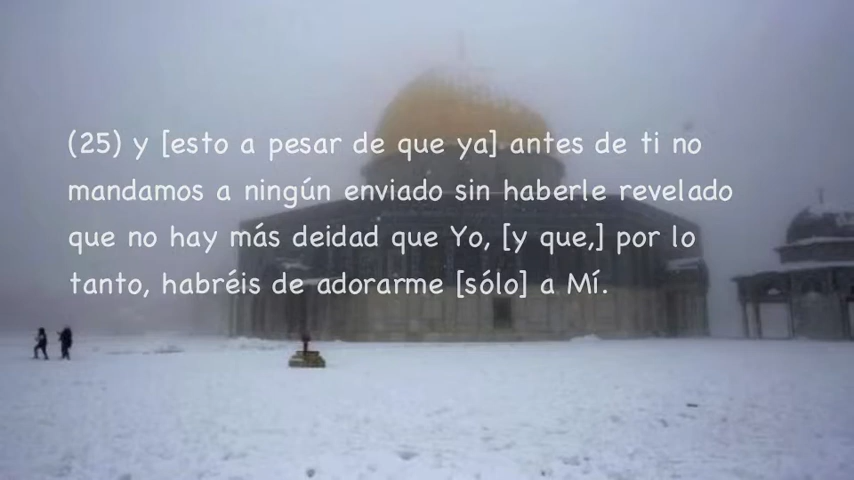 (25) y [esto a pesar de que ya] antes de ti no
mandamos a ningún enviado sin haberle revelado
que no hay más deidad que Yo, [y que,] por lo
tanto, habréis de adorarme [sólo] a Mí.